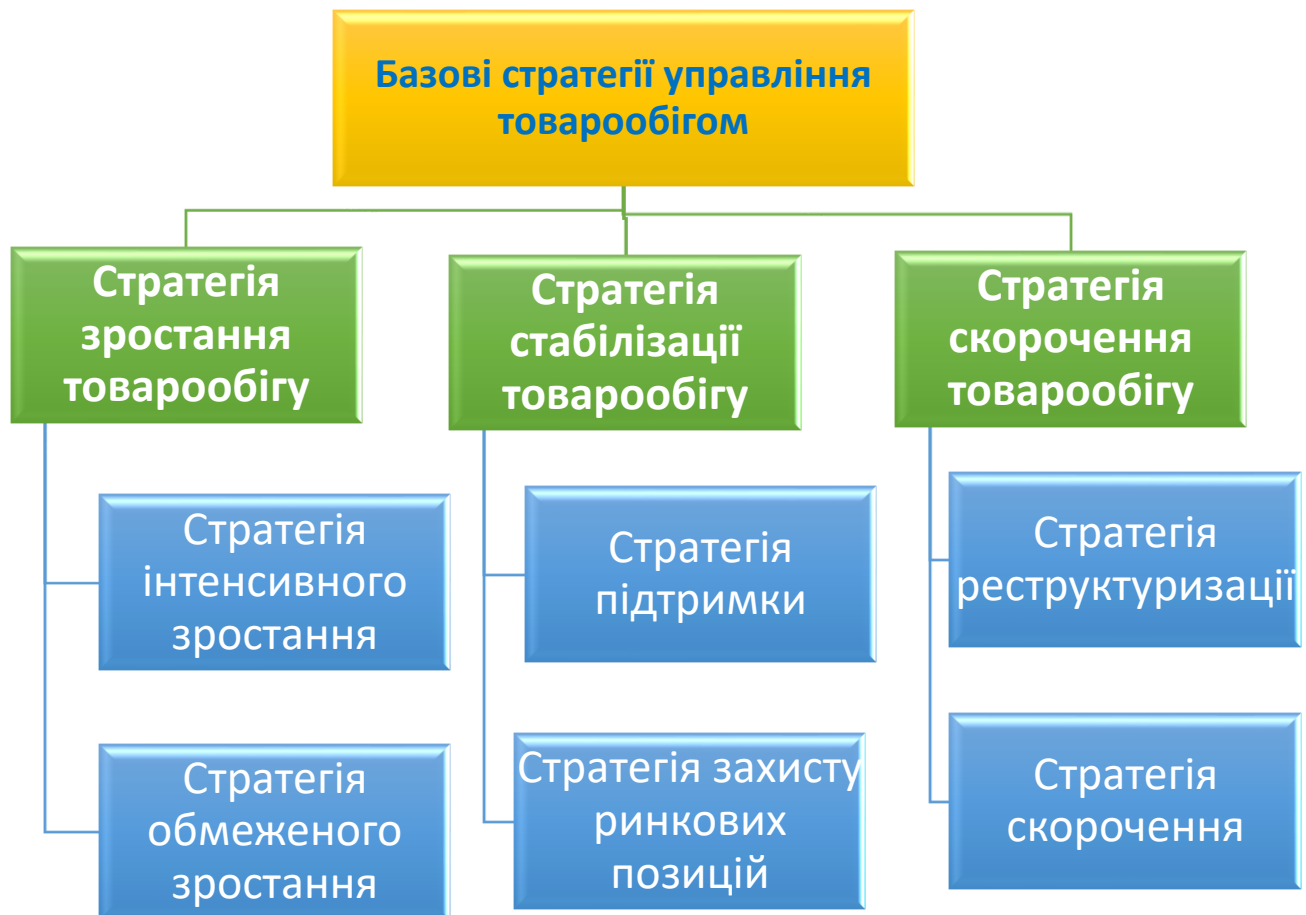 Базові стратегії управління
товарообігом
Стратегія
зростання
товарообігу
Стратегія
інтенсивного
зростання
Стратегія
обмеженого
зростання
Стратегія
стабілізації
товарообігу
Стратегія
підтримки
Стратегія захисту
ринкових
позицій
Стратегія
скорочення
товарообігу
Стратегія
реструктуризації
Стратегія
скорочення